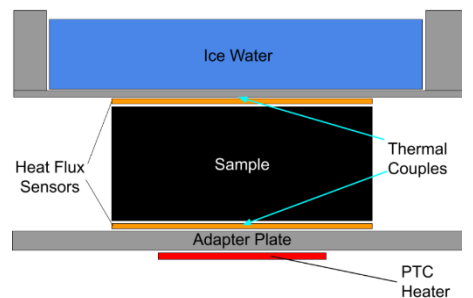 Ice Water
Heat Flux
Sensors
Sample
Thermal
Couples
Adapter Plate
PTC
Heater